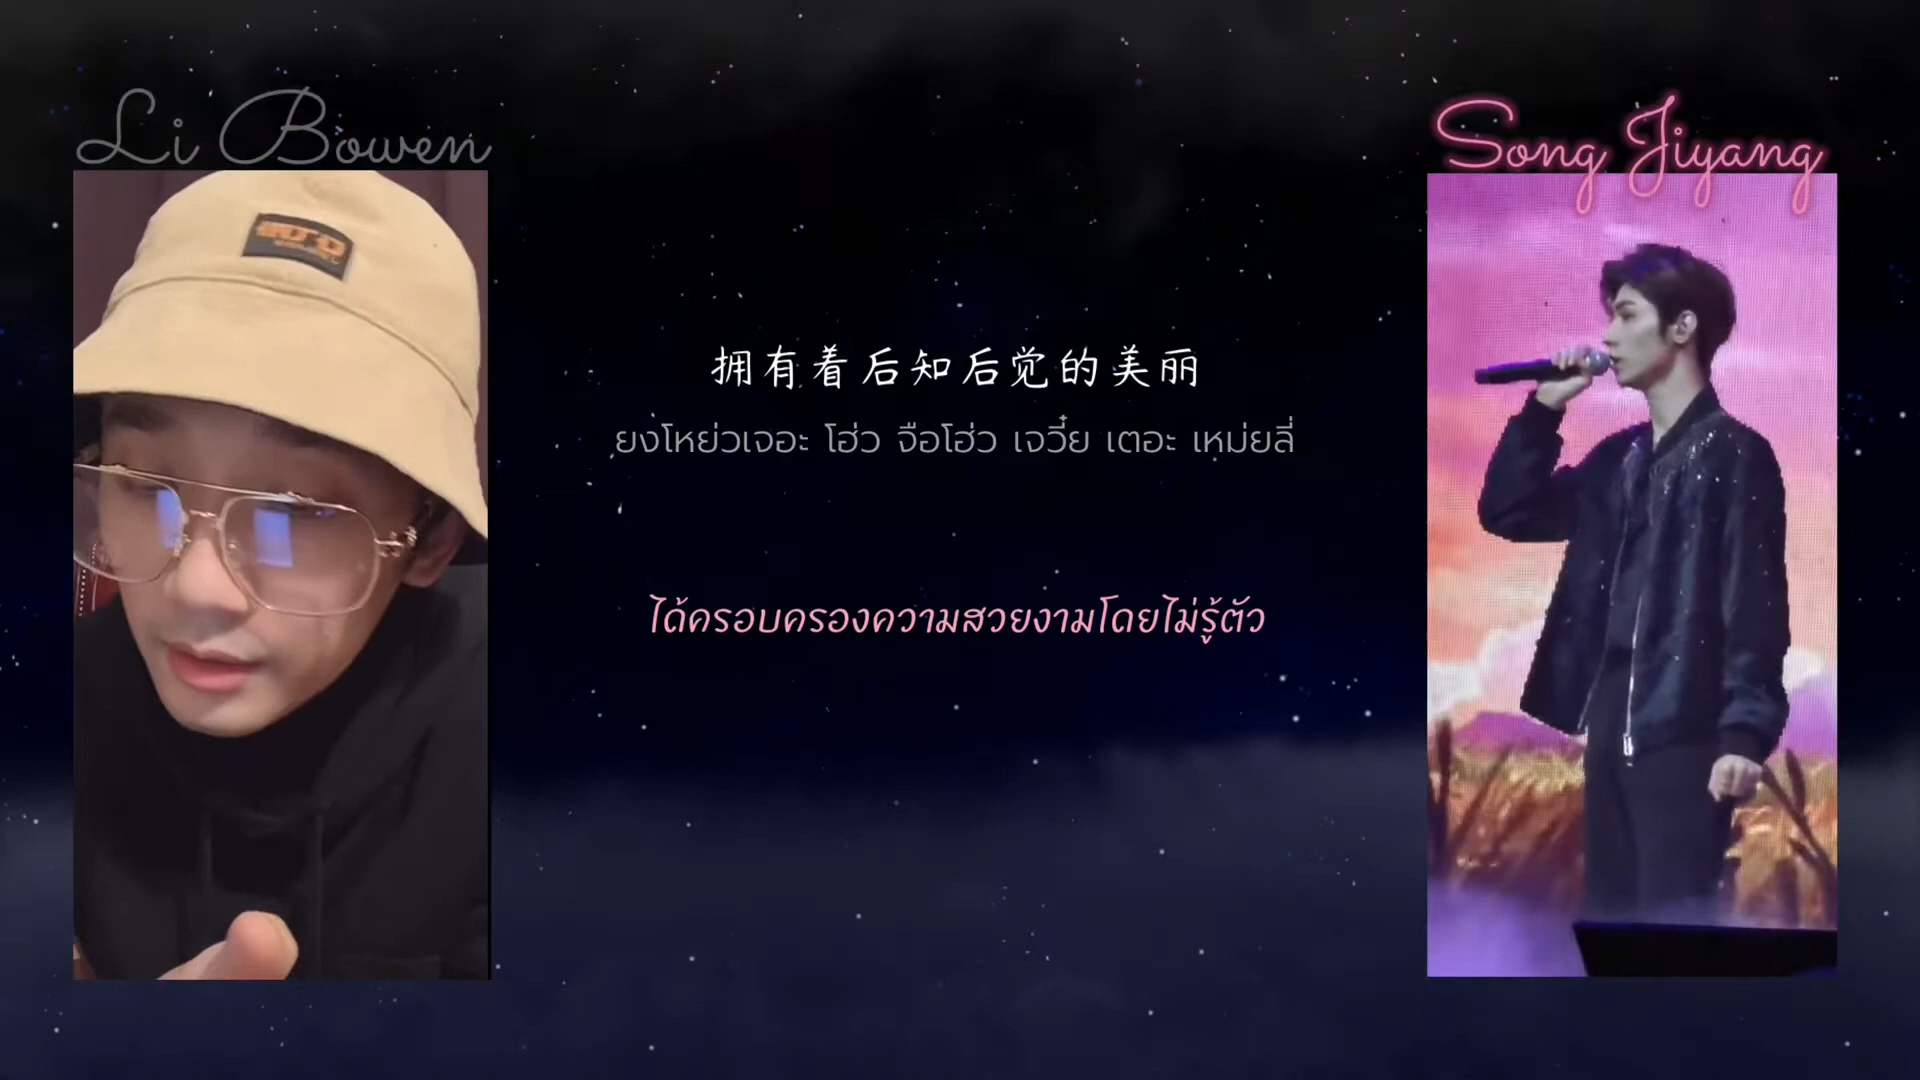 Li Bowen
Song Jiyang
拥有着后知后觉的美丽
ยงโหย่วเจอะ โฮ่ว จือโฮ่ว เจวี๋ย เตอะ เหม่ยลี่
ได้ครอบครองความสวยงามโดยไม่รู้ตัว